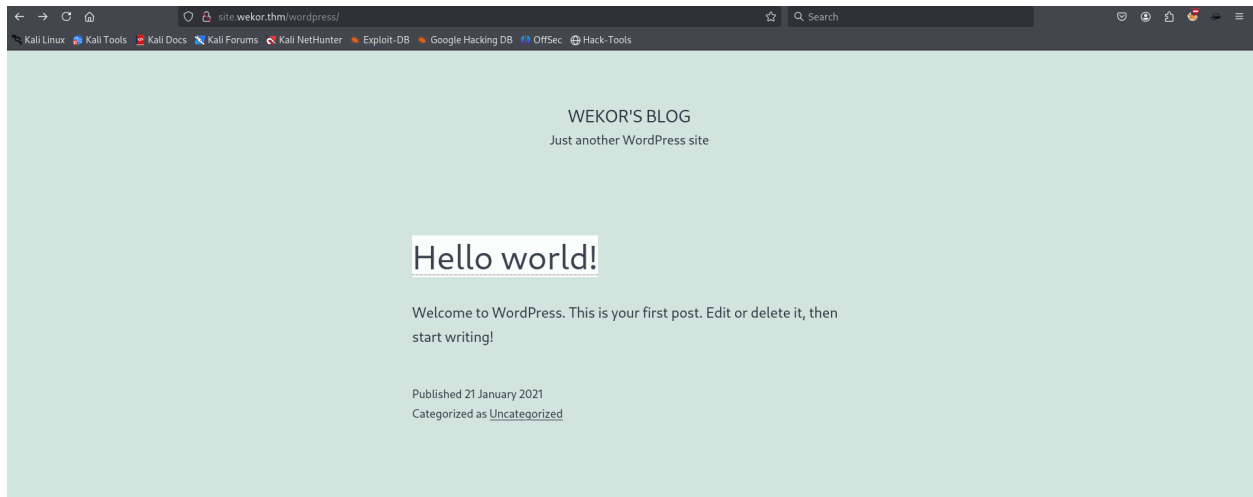 site.wekor.thm/wordpress/
Search
Kali Linux Kali Tools Kali Docs Kali Forums Kali NetHunter Exploit-DB Google Hacking DB OffSec Hack-Tools
WEKOR'S BLOG
Just another WordPress site
Hello world!
Welcome to WordPress. This is your first post. Edit or delete it, then
start writing!
Published 21 January 2021
Categorized as Uncategorized